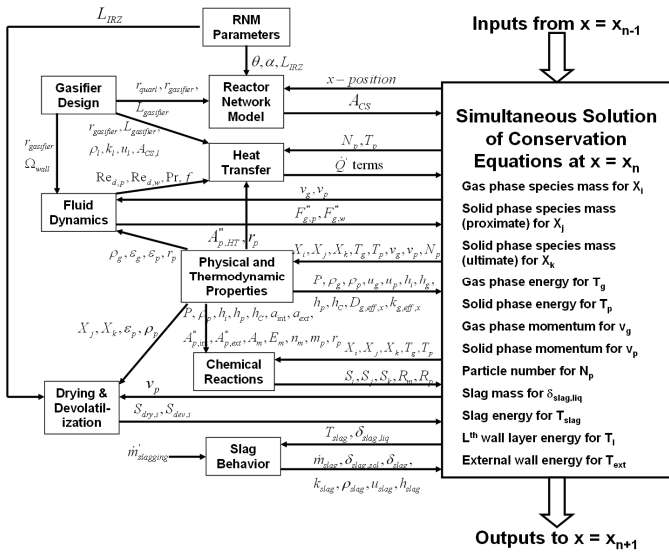 L_IRZ
RNM
Parameters
Inputs from x = x_n-1
θ, α, L_IRZ
Gasifier
Design
r_quarl, r_gasifier,
L_gasifier
Reactor
Network
Model
x − position
A_CS
r_gasifier, L_gasifier,
ρ_l, k_l, u_l, A_CS,l
r_gasifier
Ω_wall
Heat
Transfer
N_p, T_p
Q̇' terms
Re_d,p, Re_d,w, Pr, f
Fluid
Dynamics
v_g, v_p
F'''_g,p, F'''_g,w
A'''_p,HT, r_p
ρ_g, ε_g, ε_p, r_p
Physical and
Thermodynamic
Properties
X_i, X_j, X_k, T_g, T_p, v_g, v_p, N_p
P, ρ_g, ρ_p, u_g, u_p, h_i, h_g,
h_p, h_C, D_g,eff,x, k_g,eff,x
P, ρ_p, h_i, h_p, h_C, a_int, a_ext,
A'''_p,int, A'''_p,ext, A_m, E_m, n_m, m_p, r_p
X_j, X_k, ε_p, ρ_p
Chemical
Reactions
X_i, X_j, X_k, T_g, T_p
S_i, S_j, S_k, R_m, R_p
Drying &
Devolatil-
ization
v_p
S_dry,i, S_dev,i
ṁ'_slagging
Slag
Behavior
T_slag, δ_slag,liq
ṁ_slag, δ_slag,sol, δ_slag,
k_slag, ρ_slag, u_slag, h_slag
Simultaneous Solution
of Conservation
Equations at x = x_n
Gas phase species mass for X_i
Solid phase species mass
(proximate) for X_j
Solid phase species mass
(ultimate) for X_k
Gas phase energy for T_g
Solid phase energy for T_p
Gas phase momentum for v_g
Solid phase momentum for v_p
Particle number for N_p
Slag mass for δ_slag,liq
Slag energy for T_slag
L^th wall layer energy for T_l
External wall energy for T_ext
Outputs to x = x_n+1